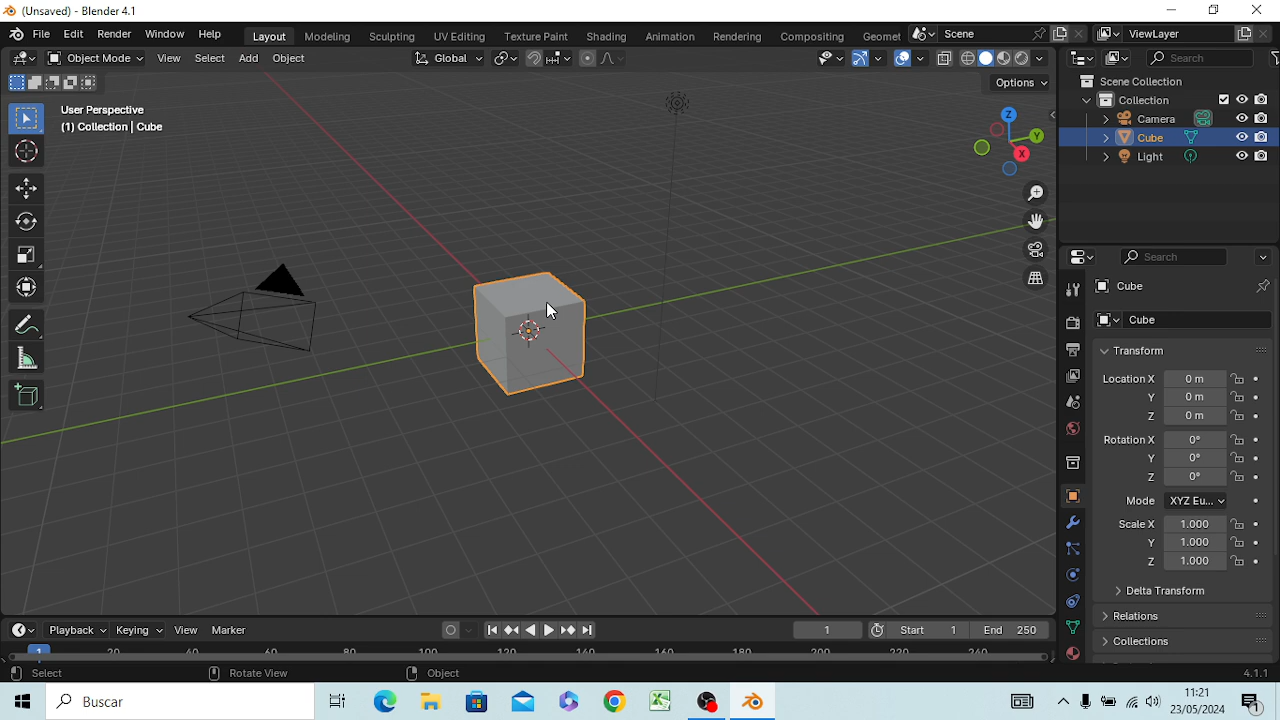 (Unsaved) - Blender 4.1
File Edit Render Window Help Layout Modeling Sculpting UV Editing Texture Paint Shading Animation Rendering Compositing Geomet Scene ViewLayer
Object Mode View Select Add Object Global Search
Options
User Perspective
(1) Collection | Cube
Z
Y
X
Scene Collection
Collection
Camera
Cube
Light
Search
Cube
Cube
Transform
Location X 0 m
Y 0 m
Z 0 m
Rotation X 0°
Y 0°
Z 0°
Mode XYZ Eu...
Scale X 1.000
Y 1.000
Z 1.000
Delta Transform
Relations
Collections
Playback Keying View Marker 1 Start 1 End 250
1 20 40 60 80 100 120 140 160 180 200 220 240
Select Rotate View Object 4.1.1
Buscar
11:21
23/05/2024
1